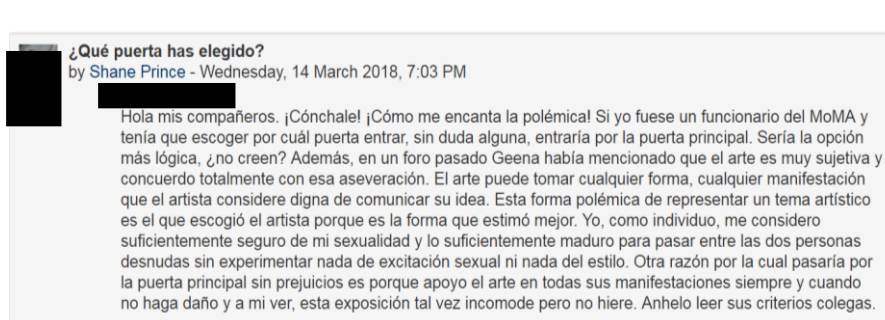 ¿Qué puerta has elegido?
by Shane Prince - Wednesday, 14 March 2018, 7:03 PM
Hola mis compañeros. ¡Cónchale! ¡Cómo me encanta la polémica! Si yo fuese un funcionario del MoMA y
tenía que escoger por cuál puerta entrar, sin duda alguna, entraría por la puerta principal. Sería la opción
más lógica, ¿no creen? Además, en un foro pasado Geena había mencionado que el arte es muy sujetiva y
concuerdo totalmente con esa aseveración. El arte puede tomar cualquier forma, cualquier manifestación
que el artista considere digna de comunicar su idea. Esta forma polémica de representar un tema artístico
es el que escogió el artista porque es la forma que estimó mejor. Yo, como individuo, me considero
suficientemente seguro de mi sexualidad y lo suficientemente maduro para pasar entre las dos personas
desnudas sin experimentar nada de excitación sexual ni nada del estilo. Otra razón por la cual pasaría por
la puerta principal sin prejuicios es porque apoyo el arte en todas sus manifestaciones siempre y cuando
no haga daño y a mi ver, esta exposición tal vez incomode pero no hiere. Anhelo leer sus criterios colegas.